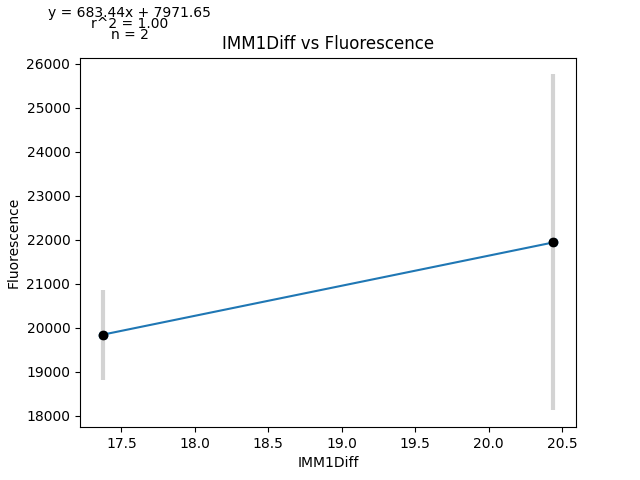 y = 683.44x + 7971.65
r^2 = 1.00
n = 2
IMM1Diff vs Fluorescence
26000
25000
24000
23000
22000
21000
20000
19000
18000
Fluorescence
17.5 18.0 18.5 19.0 19.5 20.0 20.5
IMM1Diff